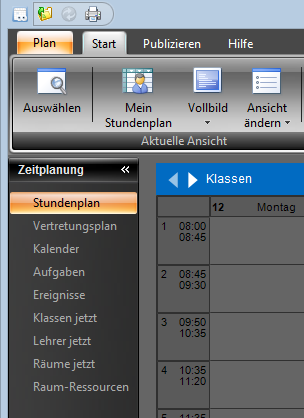 Plan Start Publizieren Hilfe
Auswählen
Mein
Stundenplan
Vollbild
Ansicht
ändern
Aktuelle Ansicht
Zeitplanung «
Stundenplan
Vertretungsplan
Kalender
Aufgaben
Ereignisse
Klassen jetzt
Lehrer jetzt
Räume jetzt
Raum-Ressourcen
Klassen
12 Montag
1 08:00
08:45
2 08:45
09:30
3 09:50
10:35
4 10:35
11:20